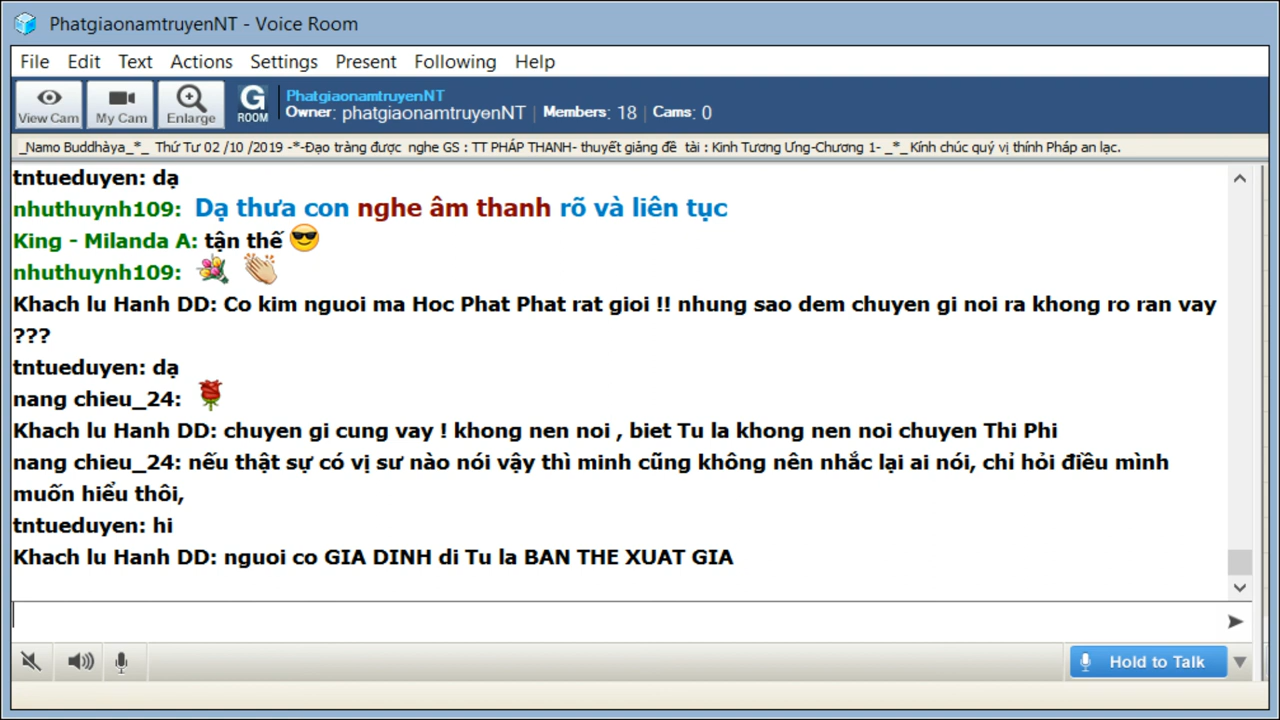 PhatgiaonamtruyenNT - Voice Room
File Edit Text Actions Settings Present Following Help
View Cam My Cam Enlarge G ROOM PhatgiaonamtruyenNT
Owner: phatgiaonamtruyenNT | Members: 18 | Cams: 0
_Namo Buddhàya_*_ Thứ Tư 02 /10 /2019 -*-Đạo tràng được nghe GS : TT PHÁP THANH- thuyết giảng đề tài : Kinh Tương Ưng-Chương 1- _*_Kính chúc quý vị thính Pháp an lạc.
tntueduyen: dạ
nhuthuynh109: Dạ thưa con nghe âm thanh rõ và liên tục
King - Milanda A: tận thế
nhuthuynh109:
Khach lu Hanh DD: Co kim nguoi ma Hoc Phat Phat rat gioi !! nhung sao dem chuyen gi noi ra khong ro ran vay
???
tntueduyen: dạ
nang chieu_24:
Khach lu Hanh DD: chuyen gi cung vay ! khong nen noi , biet Tu la khong nen noi chuyen Thi Phi
nang chieu_24: nếu thật sự có vị sư nào nói vậy thì minh cũng không nên nhắc lại ai nói, chỉ hỏi điều mình
muốn hiểu thôi,
tntueduyen: hi
Khach lu Hanh DD: nguoi co GIA DINH di Tu la BAN THE XUAT GIA
Hold to Talk